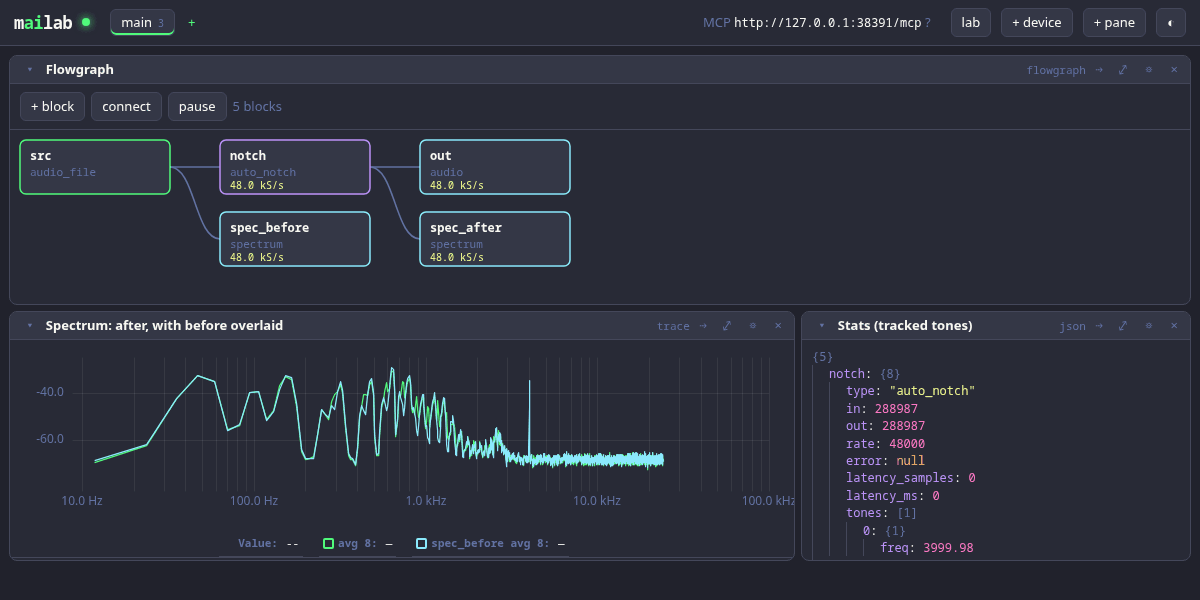 mailab main 3 + MCP http://127.0.0.1:38391/mcp ? lab + device + pane
Flowgraph flowgraph
+ block connect pause 5 blocks
src
audio_file
notch
auto_notch
48.0 kS/s
out
audio
48.0 kS/s
spec_before
spectrum
48.0 kS/s
spec_after
spectrum
48.0 kS/s
Spectrum: after, with before overlaid trace
-40.0
-60.0
10.0 Hz 100.0 Hz 1.0 kHz 10.0 kHz 100.0 kHz
Value: -- avg 8: — spec_before avg 8: —
Stats (tracked tones) json
{5}
notch: {8}
type: "auto_notch"
in: 288987
out: 288987
rate: 48000
error: null
latency_samples: 0
latency_ms: 0
tones: [1]
0: {1}
freq: 3999.98